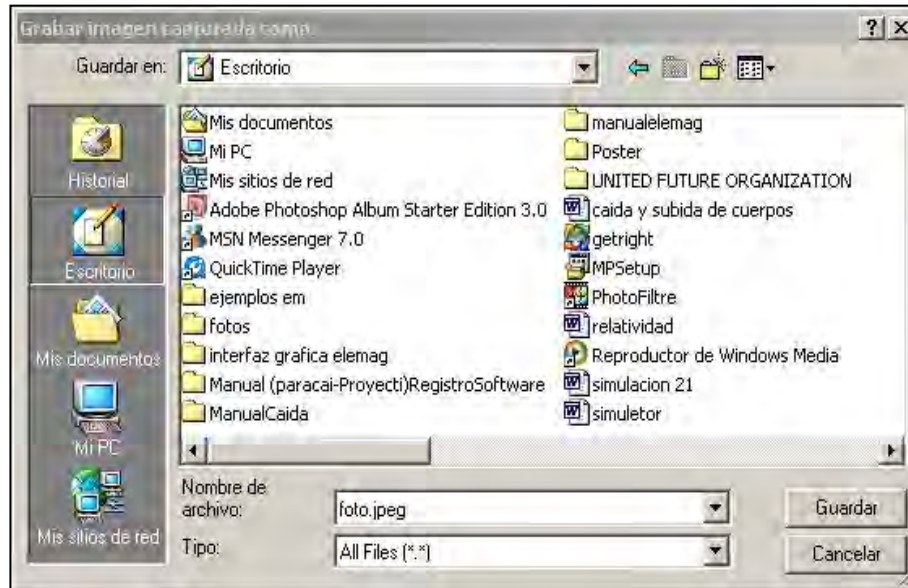 Grabar imagen capturada como
Guardar en: Escritorio
Historial
Escritorio
Mis documentos
Mi PC
Mis sitios de red
Mis documentos
Mi PC
Mis sitios de red
Adobe Photoshop Album Starter Edition 3.0
MSN Messenger 7.0
QuickTime Player
ejemplos em
fotos
interfaz grafica elemag
Manual (paracai-Proyecti)RegistroSoftware
ManualCaida
manualelemag
Poster
UNITED FUTURE ORGANIZATION
caida y subida de cuerpos
getright
MPSetup
PhotoFiltre
relatividad
Reproductor de Windows Media
simulacion 21
simuletor
Nombre de
archivo: foto.jpeg
Guardar
Tipo: All Files (*.*)
Cancelar